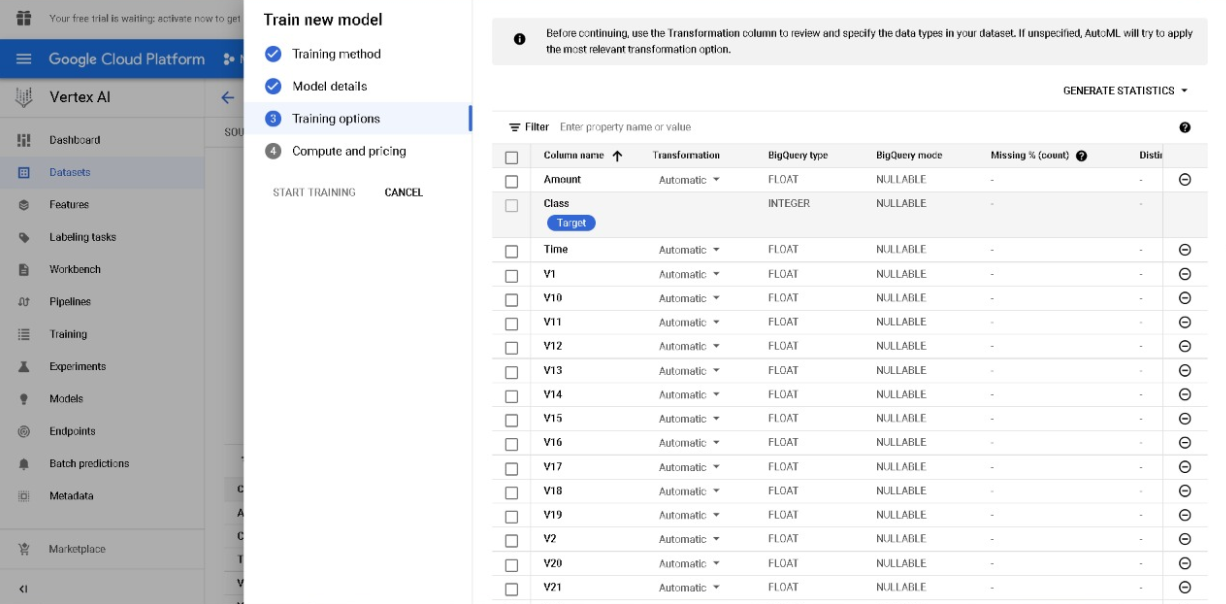 Your free trial is waiting: activate now to get
Google Cloud Platform
Vertex AI
Dashboard
Datasets
Features
Labeling tasks
Workbench
Pipelines
Training
Experiments
Models
Endpoints
Batch predictions
Metadata
Marketplace
SOU
Train new model
Training method
Model details
3 Training options
4 Compute and pricing
START TRAINING CANCEL
Before continuing, use the Transformation column to review and specify the data types in your dataset. If unspecified, AutoML will try to apply
the most relevant transformation option.
GENERATE STATISTICS
Filter Enter property name or value
Column name Transformation BigQuery type BigQuery mode Missing % (count) Distin
Amount Automatic FLOAT NULLABLE - -
Class INTEGER NULLABLE - -
Target
Time Automatic FLOAT NULLABLE - -
V1 Automatic FLOAT NULLABLE - -
V10 Automatic FLOAT NULLABLE - -
V11 Automatic FLOAT NULLABLE - -
V12 Automatic FLOAT NULLABLE - -
V13 Automatic FLOAT NULLABLE - -
V14 Automatic FLOAT NULLABLE - -
V15 Automatic FLOAT NULLABLE - -
V16 Automatic FLOAT NULLABLE - -
V17 Automatic FLOAT NULLABLE - -
V18 Automatic FLOAT NULLABLE - -
V19 Automatic FLOAT NULLABLE - -
V2 Automatic FLOAT NULLABLE - -
V20 Automatic FLOAT NULLABLE - -
V21 Automatic FLOAT NULLABLE - -